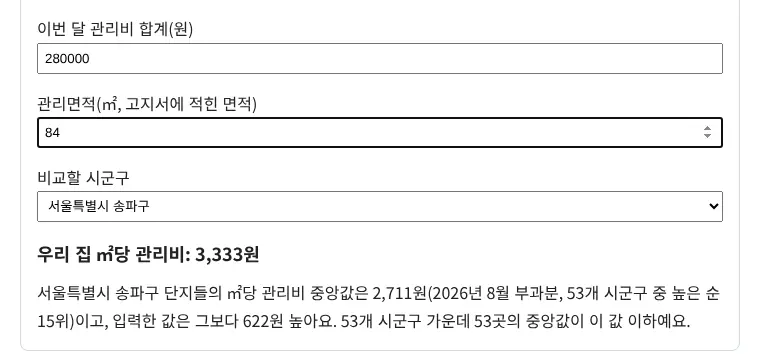 이번 달 관리비 합계(원)
280000
관리면적(㎡, 고지서에 적힌 면적)
84
비교할 시군구
서울특별시 송파구
우리 집 ㎡당 관리비: 3,333원
서울특별시 송파구 단지들의 ㎡당 관리비 중앙값은 2,711원(2026년 8월 부과분, 53개 시군구 중 높은 순
15위)이고, 입력한 값은 그보다 622원 높아요. 53개 시군구 가운데 53곳의 중앙값이 이 값 이하예요.